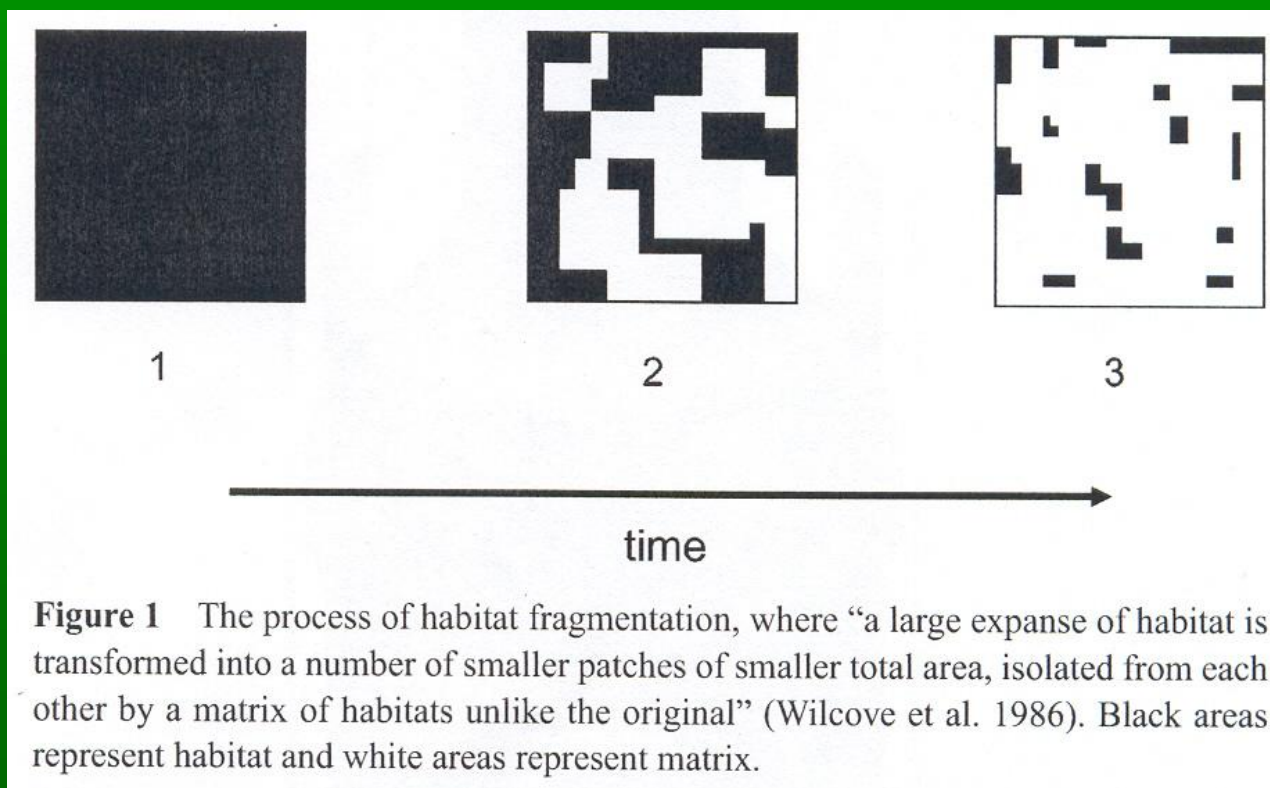 1
2
3
time
Figure 1 The process of habitat fragmentation, where “a large expanse of habitat is
transformed into a number of smaller patches of smaller total area, isolated from each
other by a matrix of habitats unlike the original” (Wilcove et al. 1986). Black areas
represent habitat and white areas represent matrix.